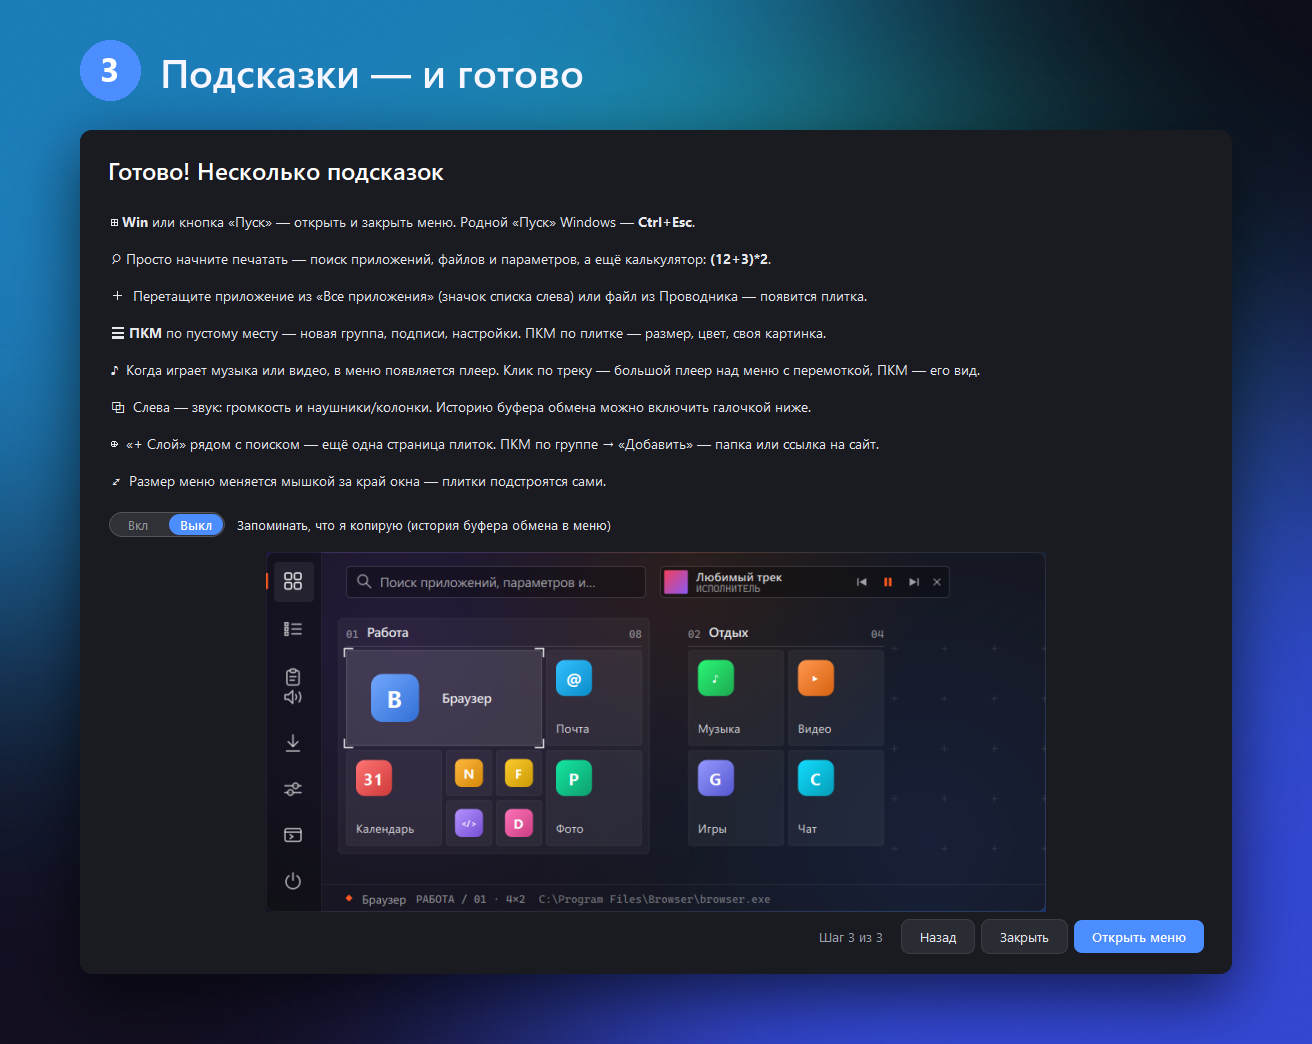 3
Подсказки — и готово
Готово! Несколько подсказок
Win или кнопка «Пуск» — открыть и закрыть меню. Родной «Пуск» Windows — Ctrl+Esc.
Просто начните печатать — поиск приложений, файлов и параметров, а ещё калькулятор: (12+3)*2.
Перетащите приложение из «Все приложения» (значок списка слева) или файл из Проводника — появится плитка.
ПКМ по пустому месту — новая группа, подписи, настройки. ПКМ по плитке — размер, цвет, своя картинка.
Когда играет музыка или видео, в меню появляется плеер. Клик по треку — большой плеер над меню с перемоткой, ПКМ — его вид.
Слева — звук: громкость и наушники/колонки. Историю буфера обмена можно включить галочкой ниже.
«+ Слой» рядом с поиском — ещё одна страница плиток. ПКМ по группе → «Добавить» — папка или ссылка на сайт.
Размер меню меняется мышкой за край окна — плитки подстроятся сами.
Вкл Выкл Запоминать, что я копирую (история буфера обмена в меню)
Поиск приложений, параметров и...
Любимый трек
ИСПОЛНИТЕЛЬ
01 Работа 08
02 Отдых 04
B Браузер
@
Почта
Музыка
Видео
31
Календарь
N
F
</>
D
P
Фото
G
Игры
C
Чат
Браузер РАБОТА / 01 · 4×2 C:\Program Files\Browser\browser.exe
Шаг 3 из 3 Назад Закрыть Открыть меню